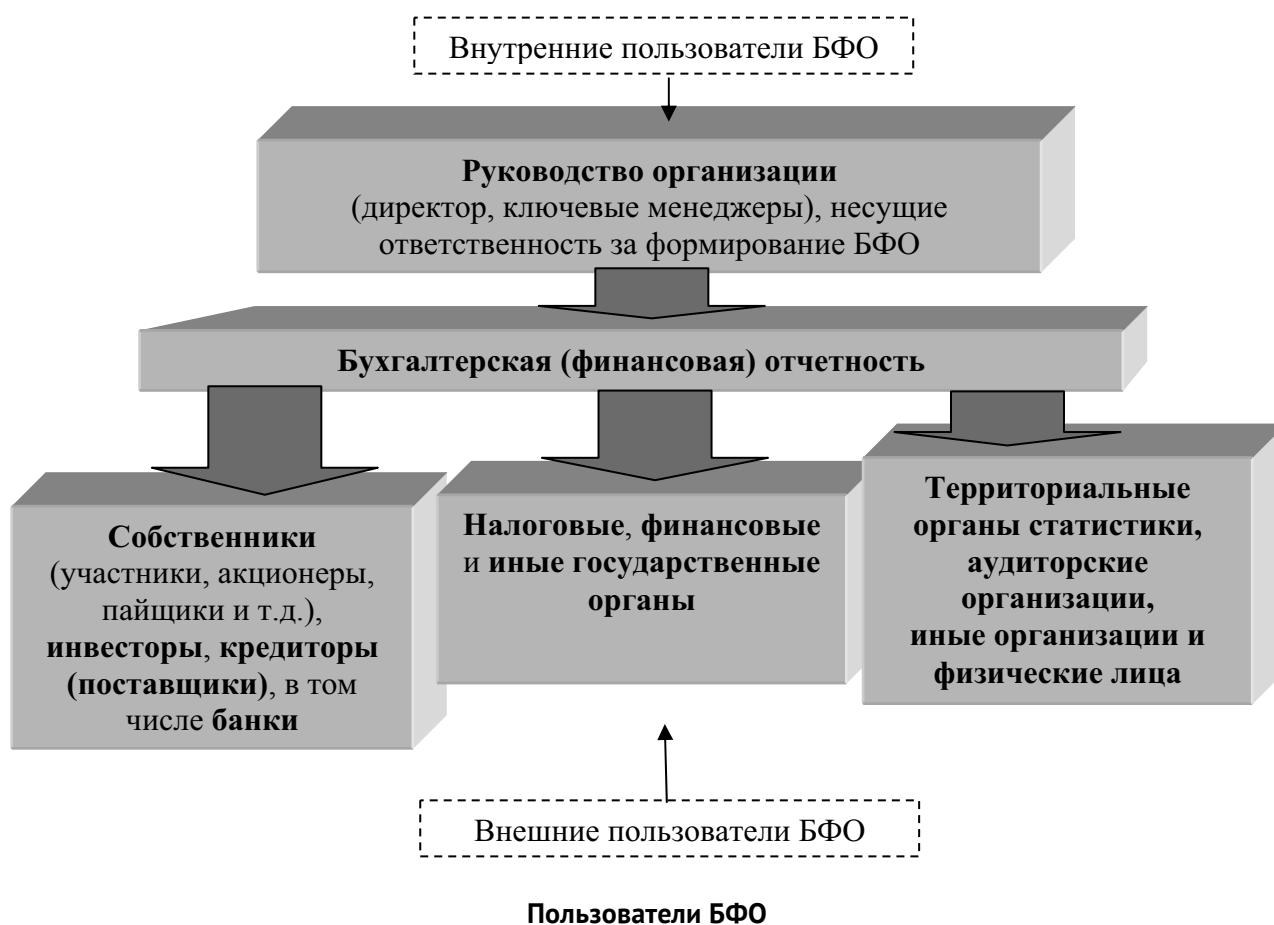 Внутренние пользователи БФО
Руководство организации
(директор, ключевые менеджеры), несущие
ответственность за формирование БФО
Бухгалтерская (финансовая) отчетность
Собственники
(участники, акционеры,
пайщики и т.д.),
инвесторы, кредиторы
(поставщики), в том
числе банки
Налоговые, финансовые
и иные государственные
органы
Территориальные
органы статистики,
аудиторские
организации,
иные организации и
физические лица
Внешние пользователи БФО
Пользователи БФО